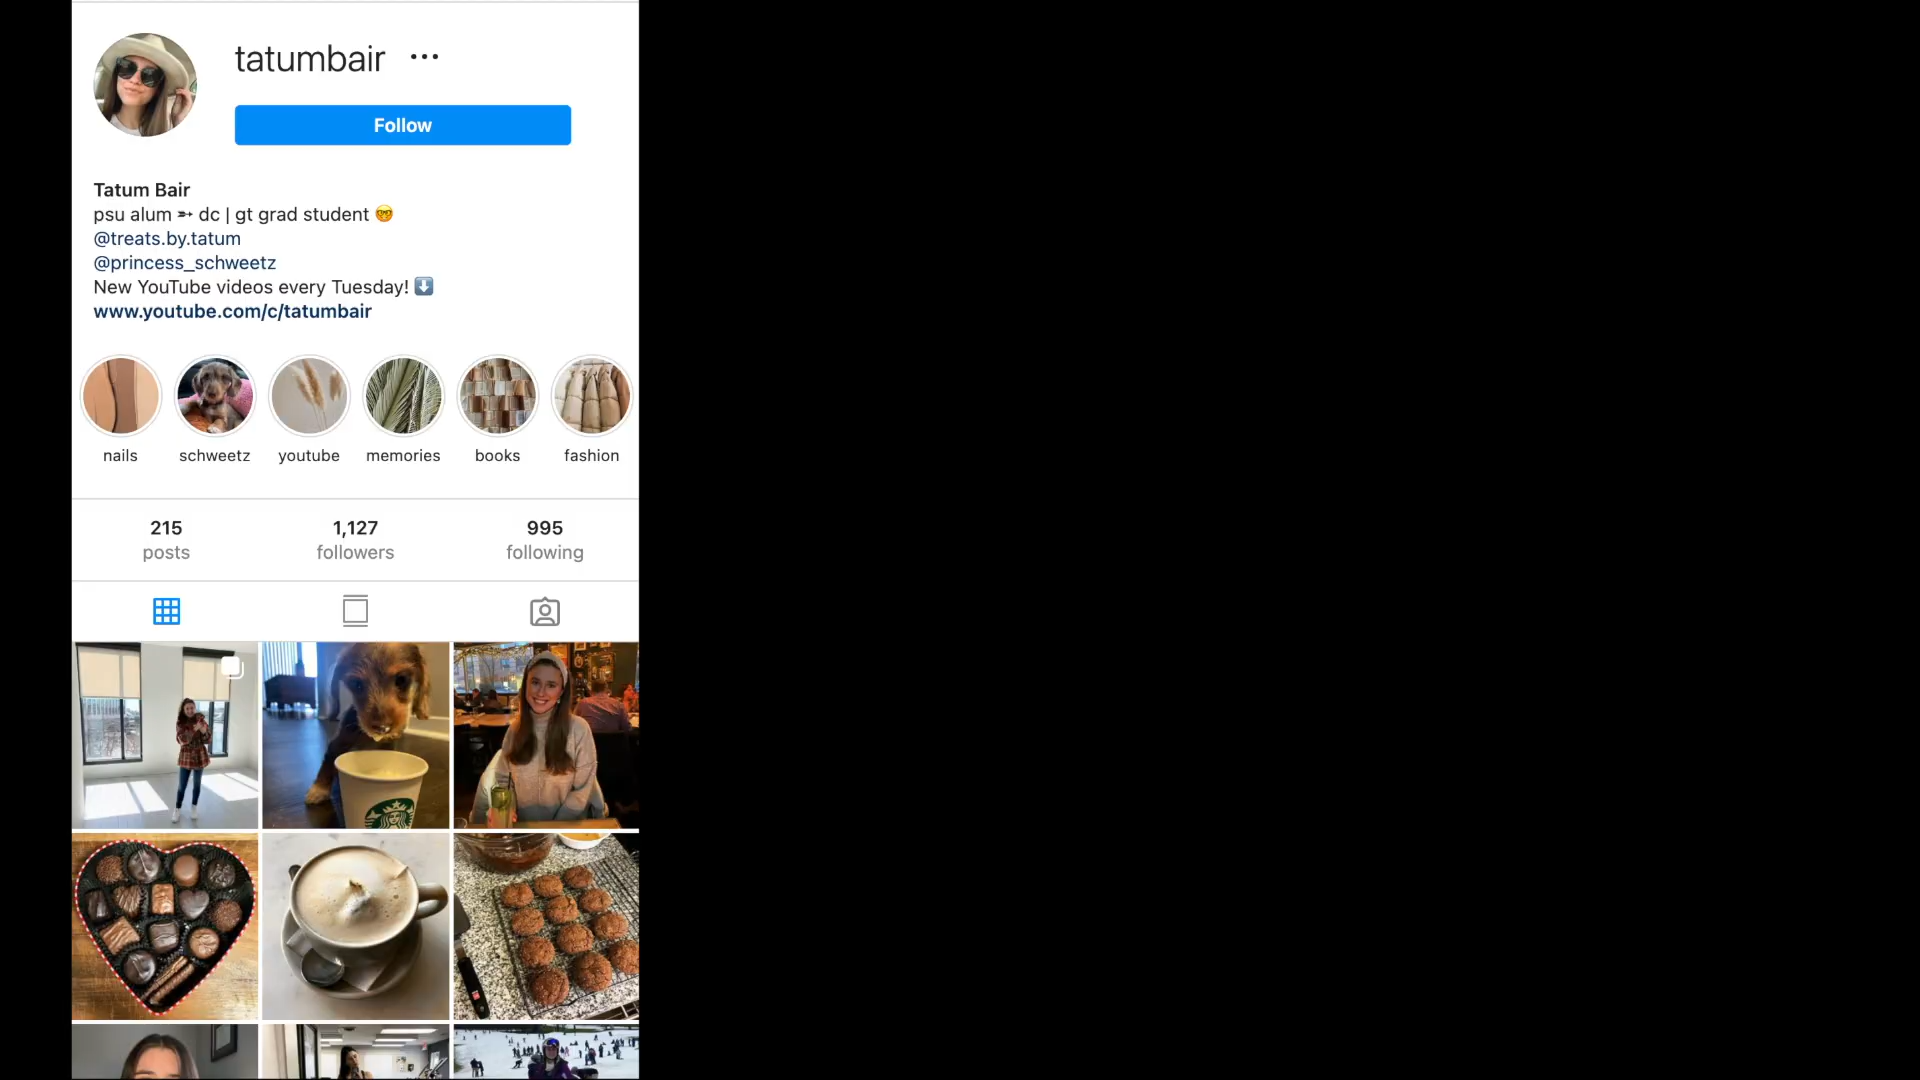 tatumbair ···
Follow
Tatum Bair
psu alum ➵ dc | gt grad student 🤓
@treats.by.tatum
@princess_schweetz
New YouTube videos every Tuesday! ⬇️
www.youtube.com/c/tatumbair
nails schweetz youtube memories books fashion
215 1,127 995
posts followers following